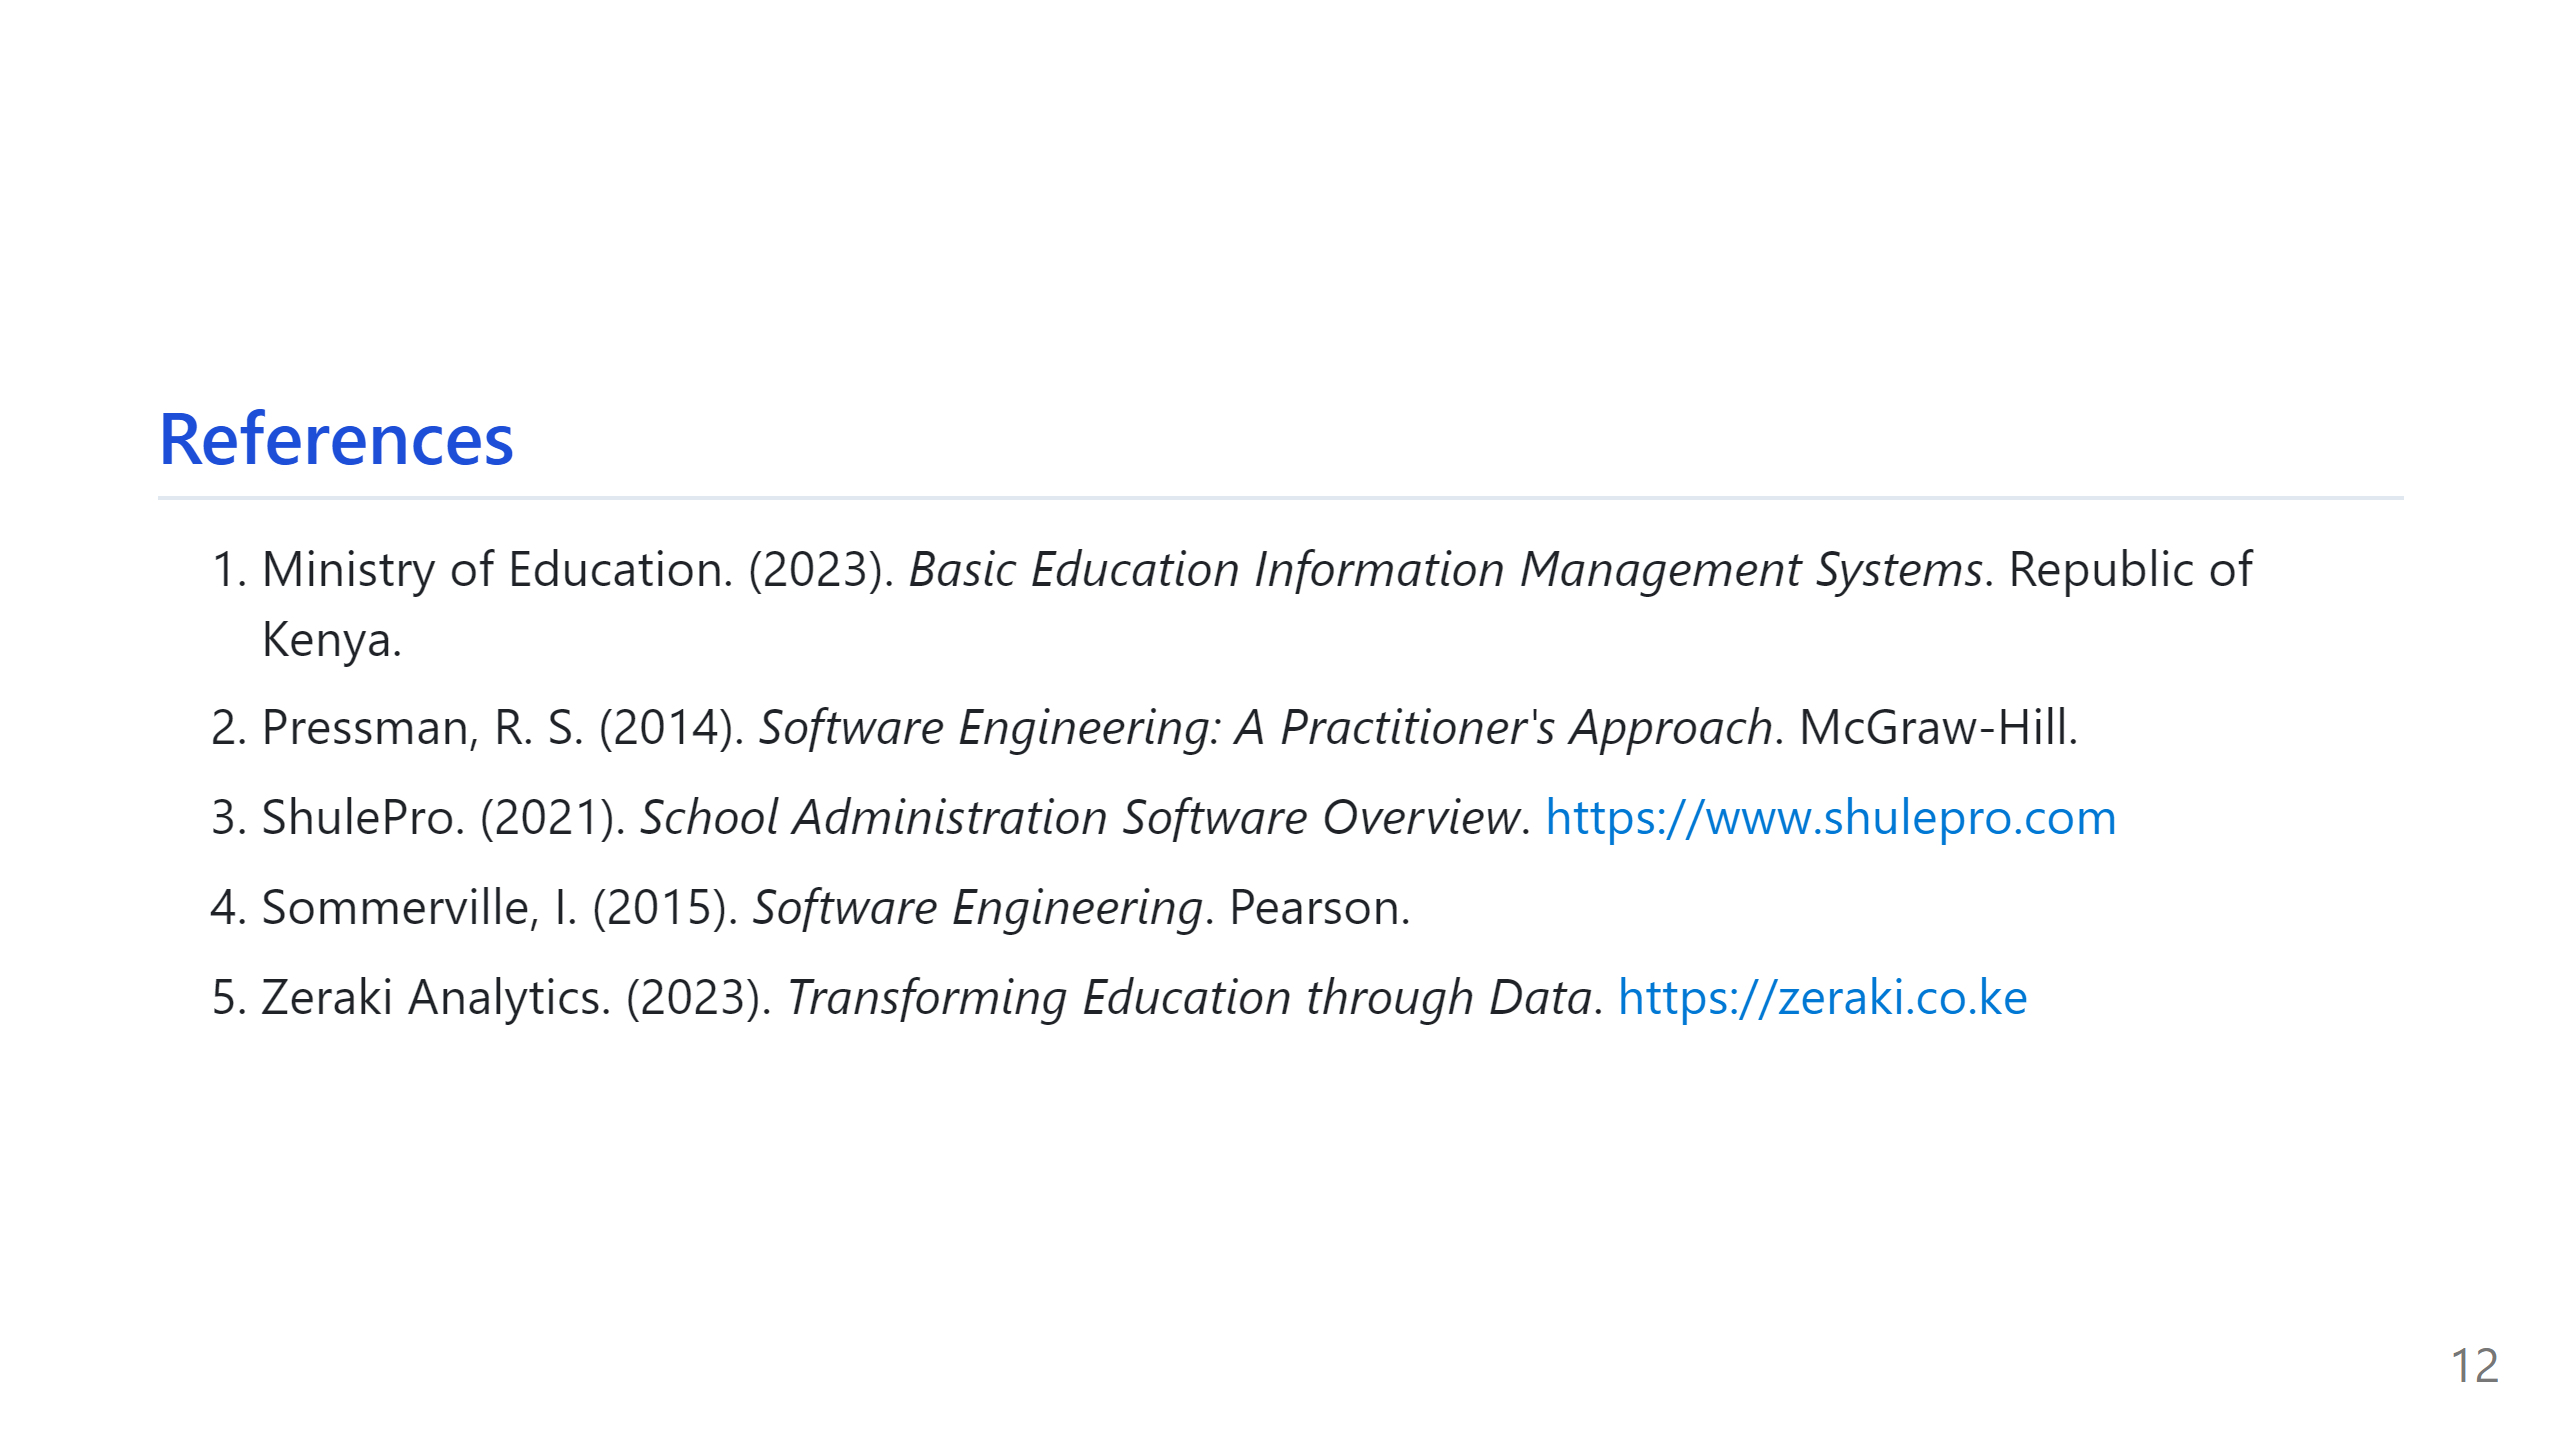 References
1. Ministry of Education. (2023). Basic Education Information Management Systems. Republic of
Kenya.
2. Pressman, R. S. (2014). Software Engineering: A Practitioner's Approach. McGraw-Hill.
3. ShulePro. (2021). School Administration Software Overview. https://www.shulepro.com
4. Sommerville, I. (2015). Software Engineering. Pearson.
5. Zeraki Analytics. (2023). Transforming Education through Data. https://zeraki.co.ke
12